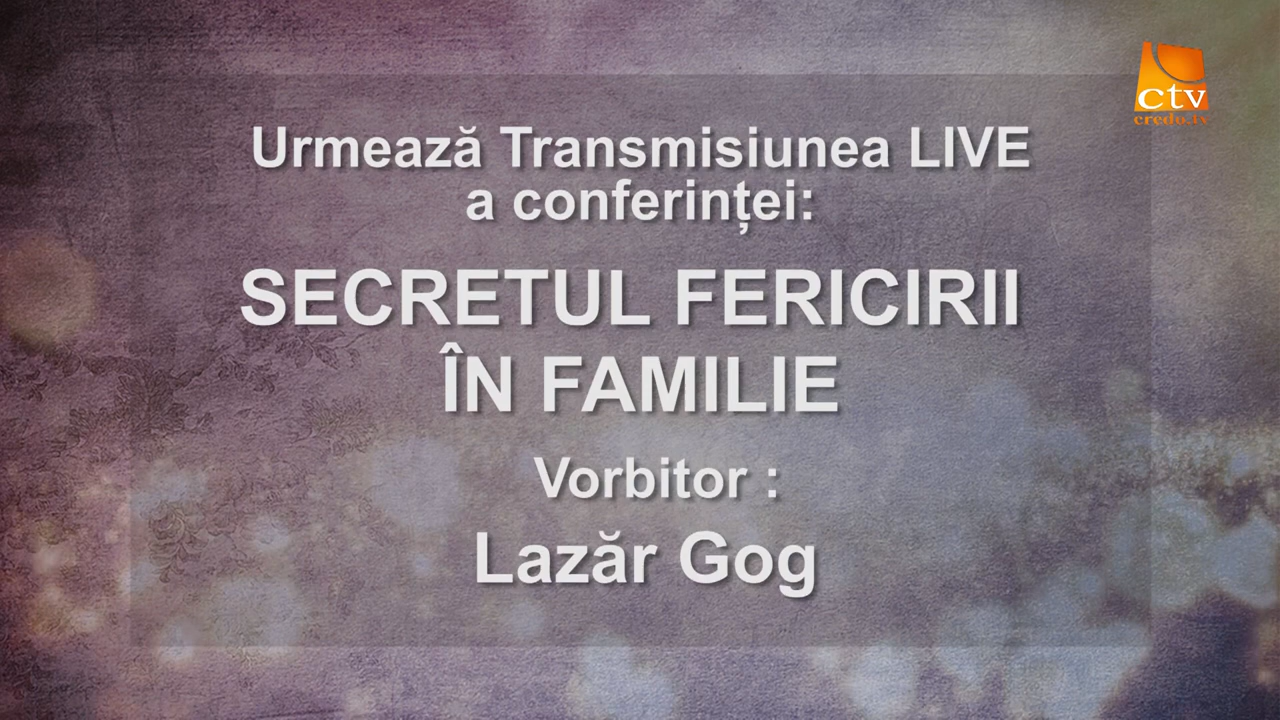 ctv
credo.tv
Urmează Transmisiunea LIVE
a conferinței:
SECRETUL FERICIRII
ÎN FAMILIE
Vorbitor :
Lazăr Gog